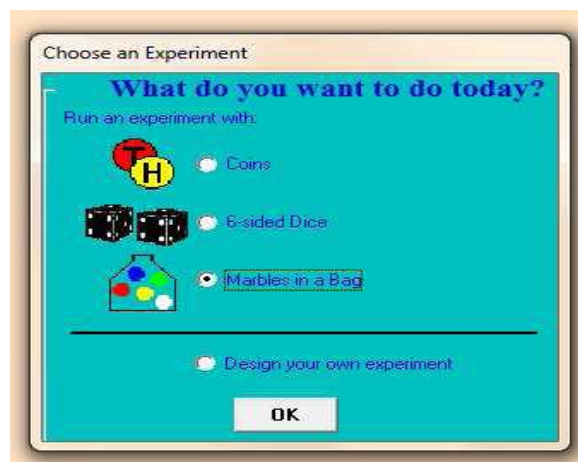 Choose an Experiment
What do you want to do today?
Run an experiment with:
T
H
Coins
6-sided Dice
Marbles in a Bag
Design your own experiment
OK